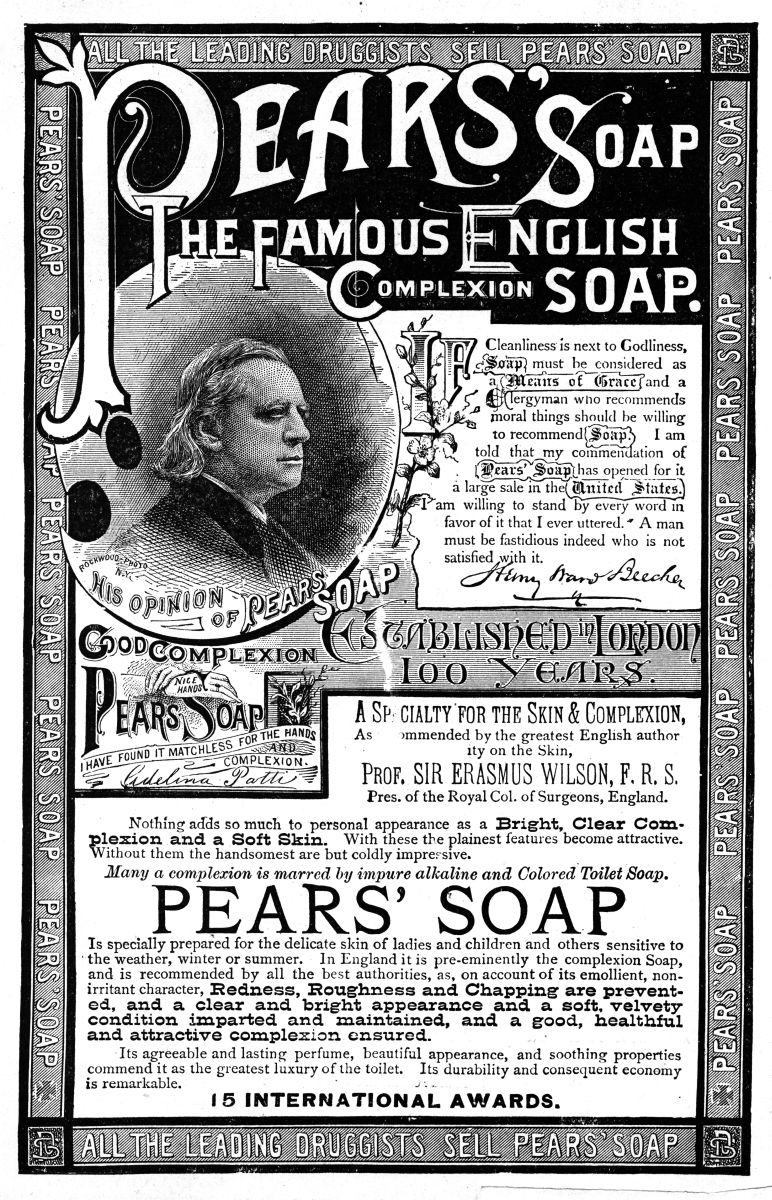 ALL THE LEADING DRUGGISTS SELL PEARS' SOAP
PEARS' SOAP PEARS' SOAP PEARS' SOAP PEARS' SOAP PEARS' SOAP
PEARS' SOAP PEARS' SOAP PEARS' SOAP PEARS' SOAP PEARS' SOAP
PEARS' SOAP
THE FAMOUS ENGLISH
COMPLEXION SOAP.
IF Cleanliness is next to Godliness,
Soap must be considered as
a Means of Grace and a
Clergyman who recommends
moral things should be willing
to recommend Soap. I am
told that my commendation of
Pears' Soap has opened for it
a large sale in the United States.
I am willing to stand by every word in
favor of it that I ever uttered. A man
must be fastidious indeed who is not
satisfied with it.
Henry Ward Beecher
ROCKWOOD-PHOTO
N.Y.
HIS OPINION OF PEARS' SOAP
ESTABLISHED in LONDON
100 YEARS.
GOOD COMPLEXION
NICE
HANDS
PEARS SOAP
I HAVE FOUND IT MATCHLESS FOR THE HANDS
AND
COMPLEXION.
Adelina Patti
A SP CIALTY FOR THE SKIN & COMPLEXION,
As ommended by the greatest English author
ity on the Skin,
PROF. SIR ERASMUS WILSON, F. R. S.
Pres. of the Royal Col. of Surgeons, England.
Nothing adds so much to personal appearance as a Bright, Clear Com-
plexion and a Soft Skin. With these the plainest features become attractive.
Without them the handsomest are but coldly impressive.
Many a complexion is marred by impure alkaline and Colored Toilet Soap.
PEARS' SOAP
Is specially prepared for the delicate skin of ladies and children and others sensitive to
the weather, winter or summer. In England it is pre-eminently the complexion Soap,
and is recommended by all the best authorities, as, on account of its emollient, non-
irritant character, Redness, Roughness and Chapping are prevent-
ed, and a clear and bright appearance and a soft, velvety
condition imparted and maintained, and a good, healthful
and attractive complexion ensured.
Its agreeable and lasting perfume, beautiful appearance, and soothing properties
commend it as the greatest luxury of the toilet. Its durability and consequent economy
is remarkable.
15 INTERNATIONAL AWARDS.
ALL THE LEADING DRUGGISTS SELL PEARS' SOAP